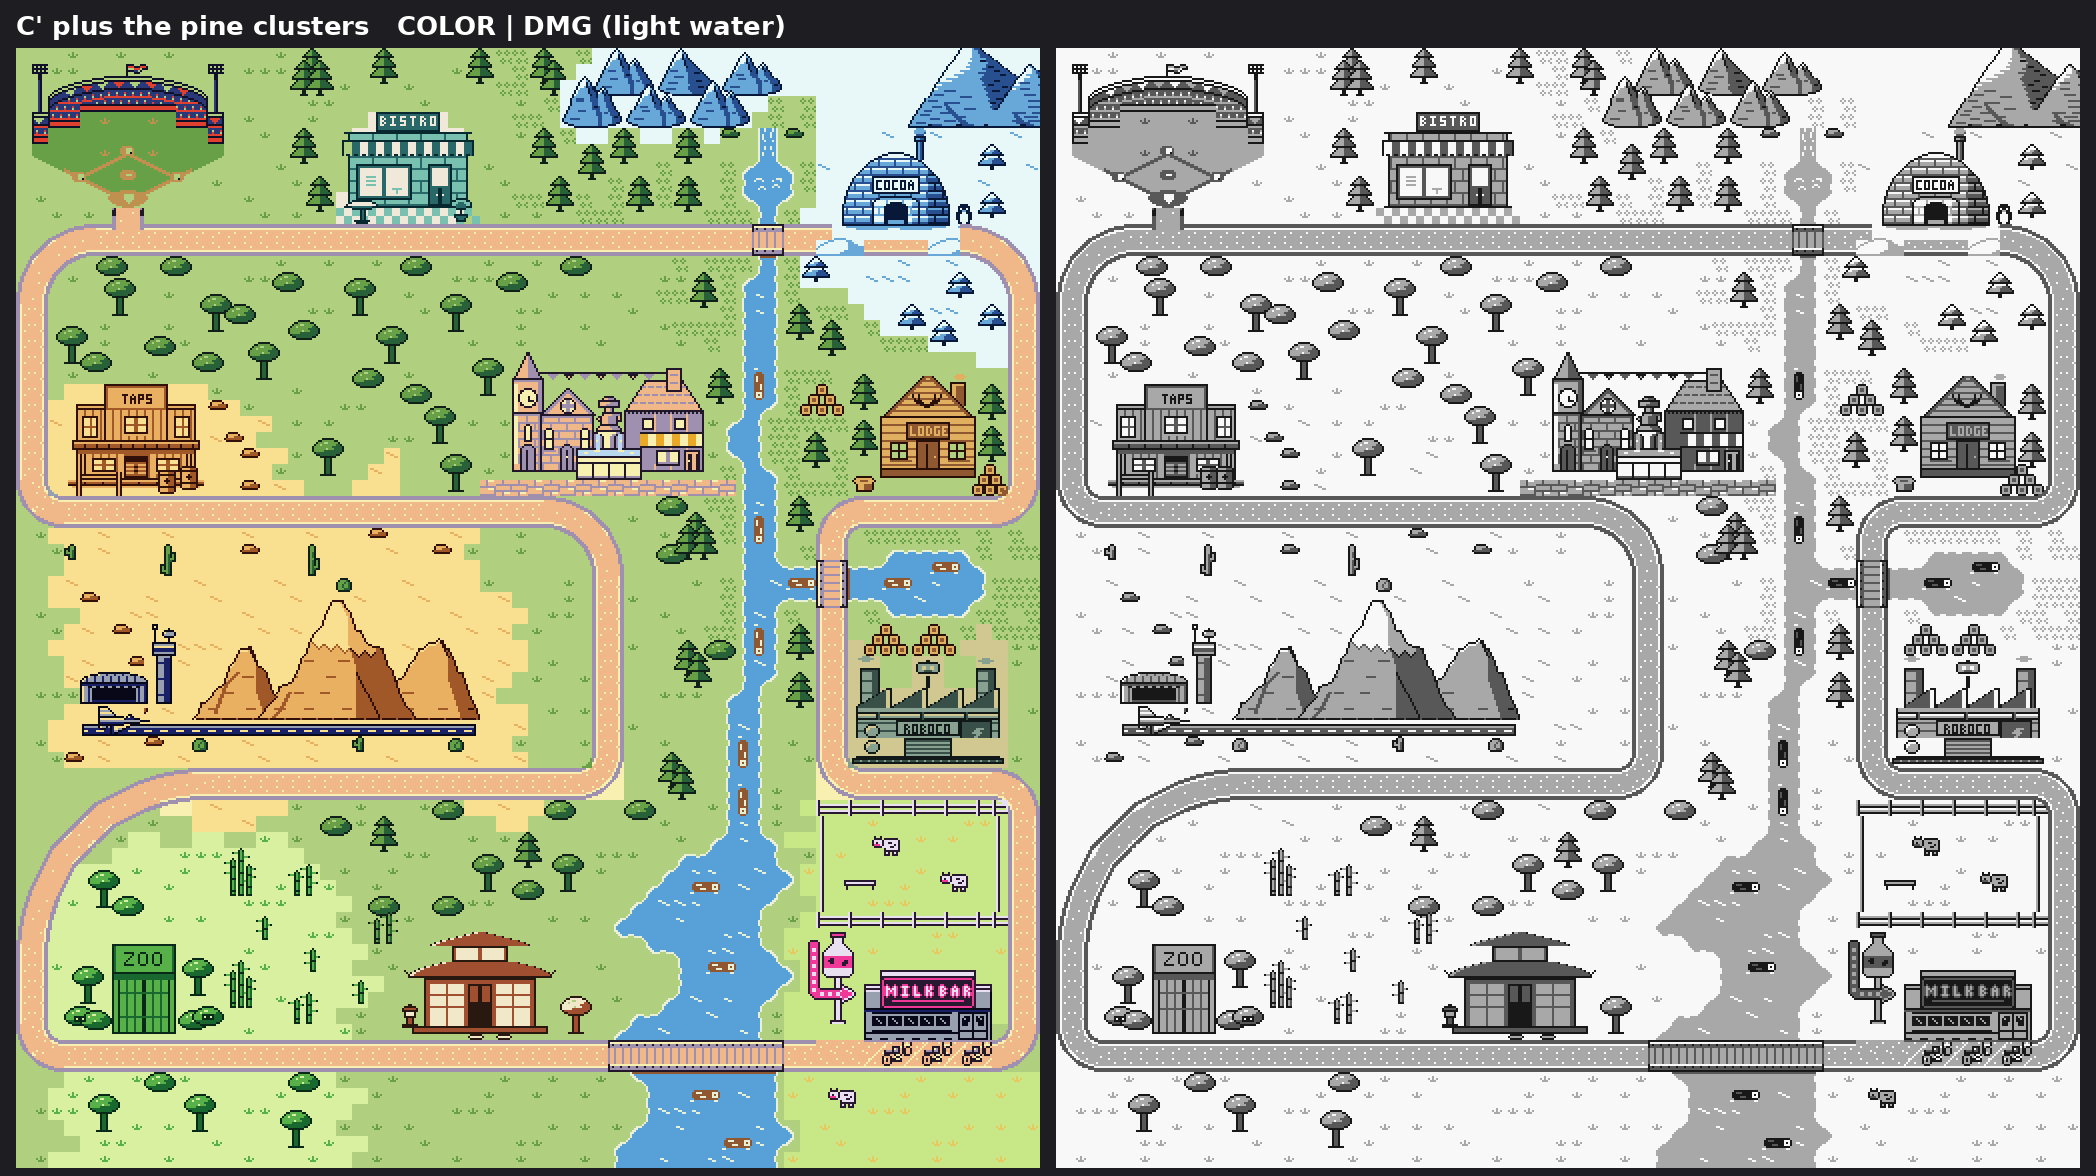 C' plus the pine clusters COLOR | DMG (light water)
BISTRO
COCOA
TAPS
LODGE
ROBOCO
ZOO
MILKBAR
BISTRO
COCOA
TAPS
LODGE
ROBOCO
ZOO
MILKBAR